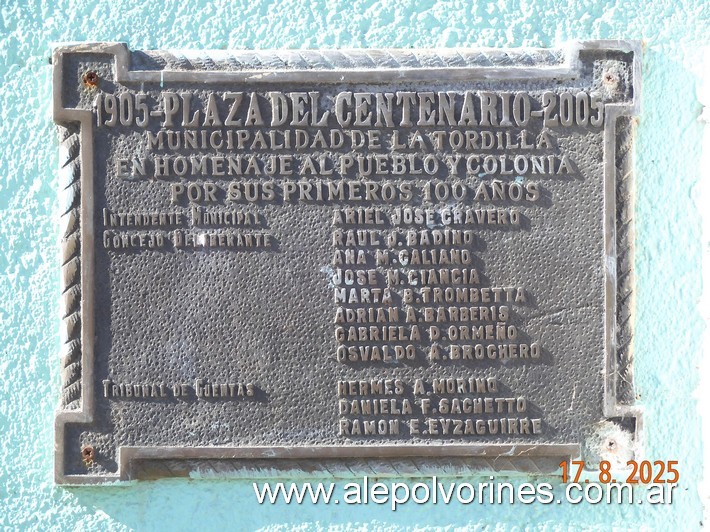 1905-PLAZA DEL CENTENARIO-2005
MUNICIPALIDAD DE LA TORDILLA
EN HOMENAJE AL PUEBLO Y COLONIA
POR SUS PRIMEROS 100 AÑOS
INTENDENTE MUNICIPAL ARIEL JOSE CRAVERO
CONCEJO DELIBERANTE RAUL J. BADINO
ANA M. GALIANO
JOSE M. CIANCIA
MARTA B. TROMBETTA
ADRIAN A. BARBERIS
GABRIELA D. ORMEÑO
OSVALDO A. BROCHERO
TRIBUNAL DE CUENTAS HERMES A. MORINO
DANIELA F. SACHETTO
RAMON E. EYZAGUIRRE
17. 8. 2025
www.alepolvorines.com.ar